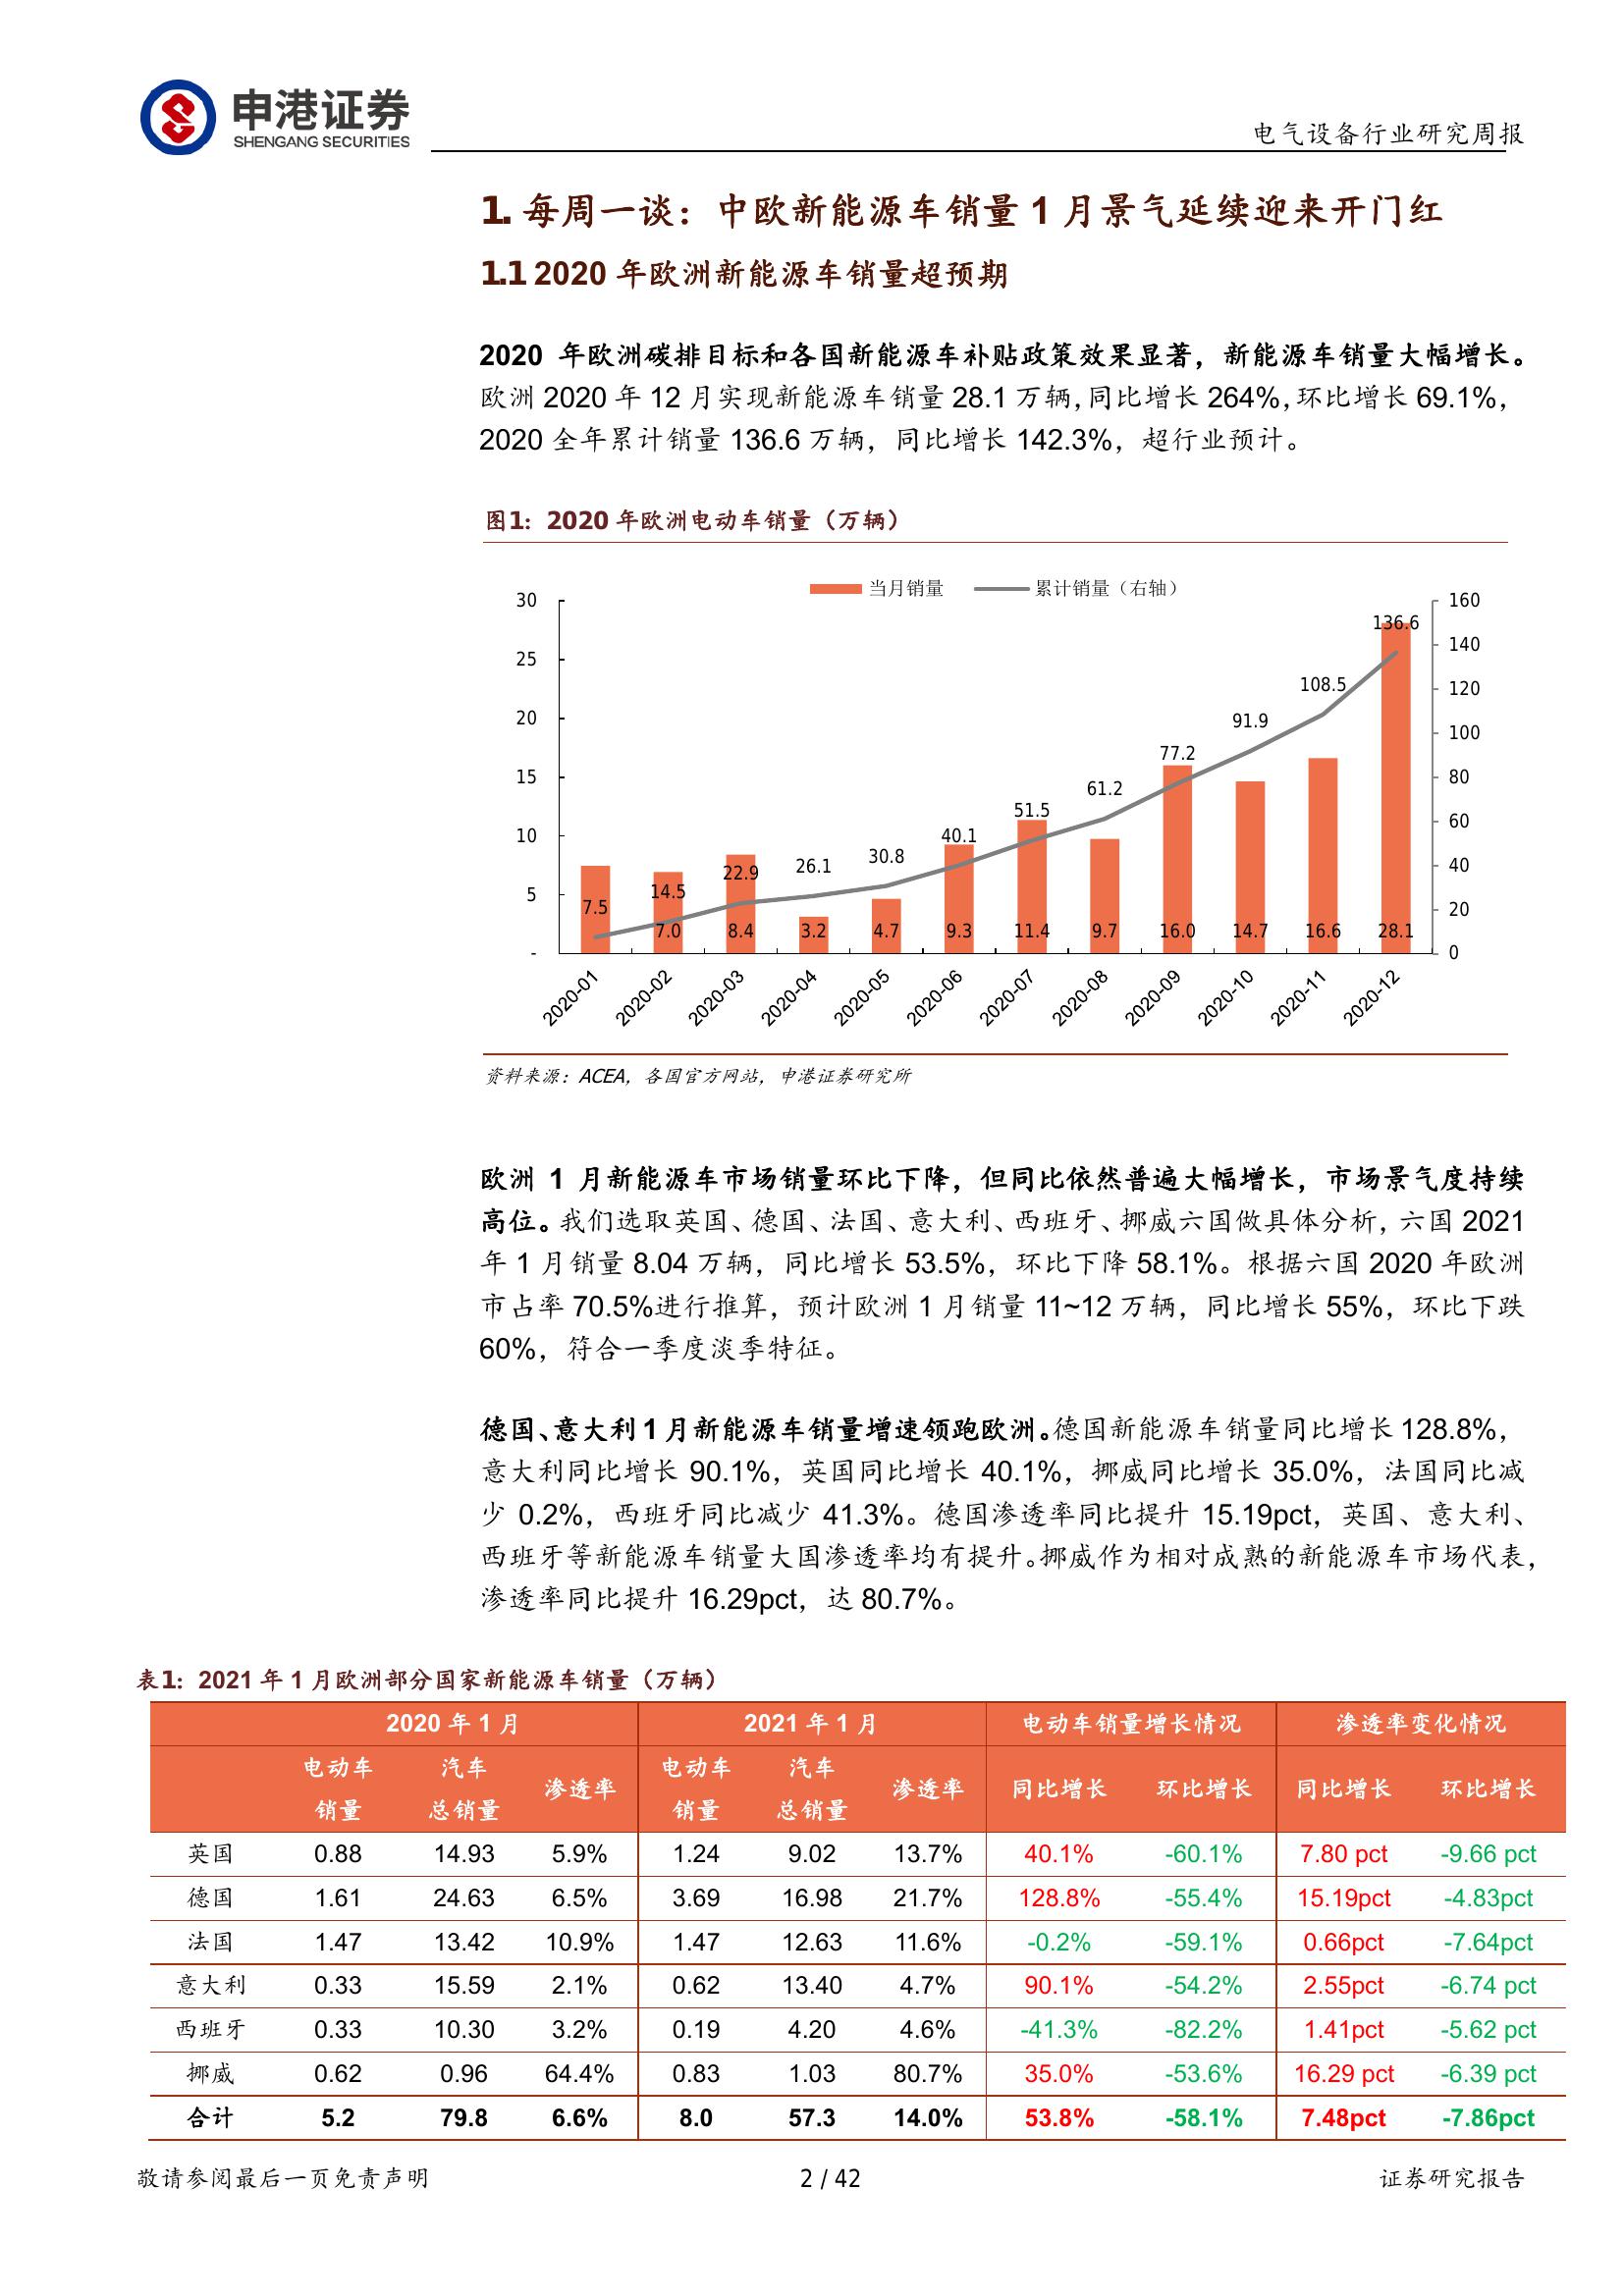 申港证券
SHENGANG SECURITIES
电气设备行业研究周报
1. 每周一谈：中欧新能源车销量 1 月景气延续迎来开门红
1.1 2020 年欧洲新能源车销量超预期
2020 年欧洲碳排目标和各国新能源车补贴政策效果显著，新能源车销量大幅增长。
欧洲 2020 年 12 月实现新能源车销量 28.1 万辆，同比增长 264%，环比增长 69.1%，
2020 全年累计销量 136.6 万辆，同比增长 142.3%，超行业预计。
图1：2020 年欧洲电动车销量（万辆）
当月销量 累计销量（右轴）
30 160
136.6
25 140
108.5 120
20 91.9 100
77.2
15 80
61.2
51.5 60
10 40.1
30.8 40
26.1
22.9
14.5
5 7.5 20
7.0 8.4 3.2 4.7 9.3 11.4 9.7 16.0 14.7 16.6 28.1
- 0
2020-01 2020-02 2020-03 2020-04 2020-05 2020-06 2020-07 2020-08 2020-09 2020-10 2020-11 2020-12
资料来源：ACEA，各国官方网站，申港证券研究所
欧洲 1 月新能源车市场销量环比下降，但同比依然普遍大幅增长，市场景气度持续
高位。我们选取英国、德国、法国、意大利、西班牙、挪威六国做具体分析，六国 2021
年 1 月销量 8.04 万辆，同比增长 53.5%，环比下降 58.1%。根据六国 2020 年欧洲
市占率 70.5%进行推算，预计欧洲 1 月销量 11~12 万辆，同比增长 55%，环比下跌
60%，符合一季度淡季特征。
德国、意大利 1 月新能源车销量增速领跑欧洲。德国新能源车销量同比增长 128.8%，
意大利同比增长 90.1%，英国同比增长 40.1%，挪威同比增长 35.0%，法国同比减
少 0.2%，西班牙同比减少 41.3%。德国渗透率同比提升 15.19pct，英国、意大利、
西班牙等新能源车销量大国渗透率均有提升。挪威作为相对成熟的新能源车市场代表，
渗透率同比提升 16.29pct，达 80.7%。
表1：2021 年 1 月欧洲部分国家新能源车销量（万辆）
2020 年 1 月 2021 年 1 月 电动车销量增长情况 渗透率变化情况
电动车 汽车 电动车 汽车
渗透率 渗透率 同比增长 环比增长 同比增长 环比增长
销量 总销量 销量 总销量
英国 0.88 14.93 5.9% 1.24 9.02 13.7% 40.1% -60.1% 7.80 pct -9.66 pct
德国 1.61 24.63 6.5% 3.69 16.98 21.7% 128.8% -55.4% 15.19pct -4.83pct
法国 1.47 13.42 10.9% 1.47 12.63 11.6% -0.2% -59.1% 0.66pct -7.64pct
意大利 0.33 15.59 2.1% 0.62 13.40 4.7% 90.1% -54.2% 2.55pct -6.74 pct
西班牙 0.33 10.30 3.2% 0.19 4.20 4.6% -41.3% -82.2% 1.41pct -5.62 pct
挪威 0.62 0.96 64.4% 0.83 1.03 80.7% 35.0% -53.6% 16.29 pct -6.39 pct
合计 5.2 79.8 6.6% 8.0 57.3 14.0% 53.8% -58.1% 7.48pct -7.86pct
敬请参阅最后一页免责声明 2 / 42 证券研究报告